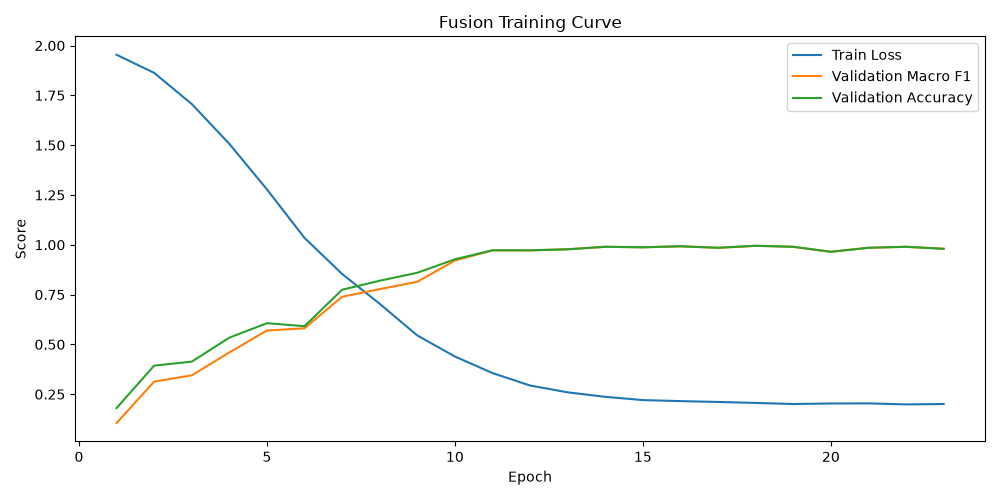 Fusion Training Curve
2.00
1.75
1.50
1.25
1.00
0.75
0.50
0.25
Score
Train Loss
Validation Macro F1
Validation Accuracy
0
5
10
15
20
Epoch